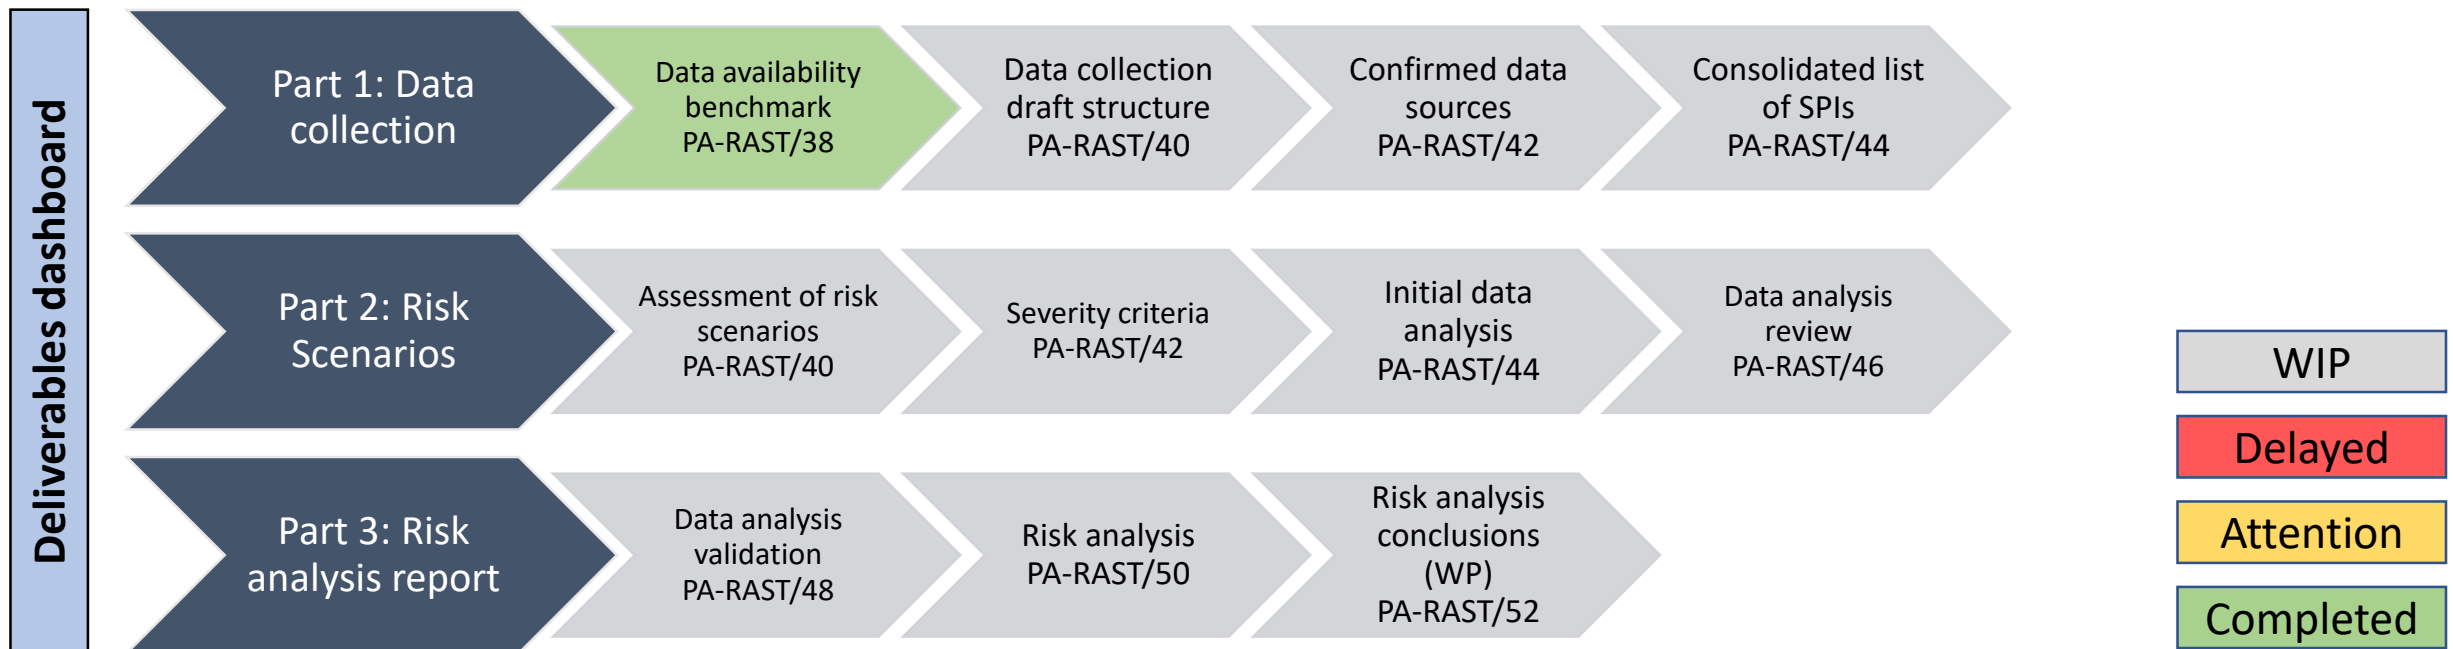 Deliverables dashboard
Part 1: Data
collection
Data availability
benchmark
PA-RAST/38
Data collection
draft structure
PA-RAST/40
Confirmed data
sources
PA-RAST/42
Consolidated list
of SPIs
PA-RAST/44
Part 2: Risk
Scenarios
Assessment of risk
scenarios
PA-RAST/40
Severity criteria
PA-RAST/42
Initial data
analysis
PA-RAST/44
Data analysis
review
PA-RAST/46
Part 3: Risk
analysis report
Data analysis
validation
PA-RAST/48
Risk analysis
PA-RAST/50
Risk analysis
conclusions
(WP)
PA-RAST/52
WIP
Delayed
Attention
Completed